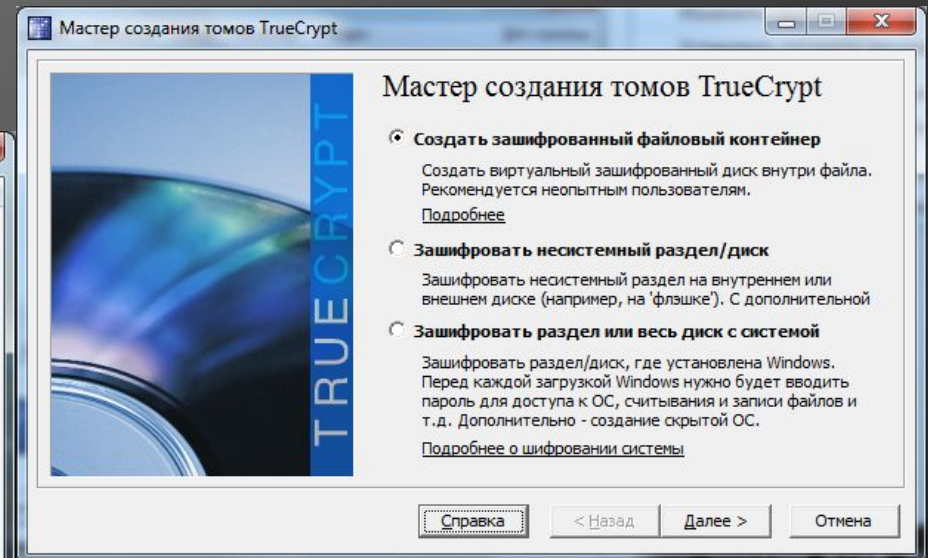 Мастер создания томов TrueCrypt
TRUECRYPT
Мастер создания томов TrueCrypt
Создать зашифрованный файловый контейнер
Создать виртуальный зашифрованный диск внутри файла.
Рекомендуется неопытным пользователям.
Подробнее
Зашифровать несистемный раздел/диск
Зашифровать несистемный раздел на внутреннем или
внешнем диске (например, на 'флэшке'). С дополнительной
Зашифровать раздел или весь диск с системой
Зашифровать раздел/диск, где установлена Windows.
Перед каждой загрузкой Windows нужно будет вводить
пароль для доступа к ОС, считывания и записи файлов и
т.д. Дополнительно - создание скрытой ОС.
Подробнее о шифровании системы
Справка
< Назад
Далее >
Отмена